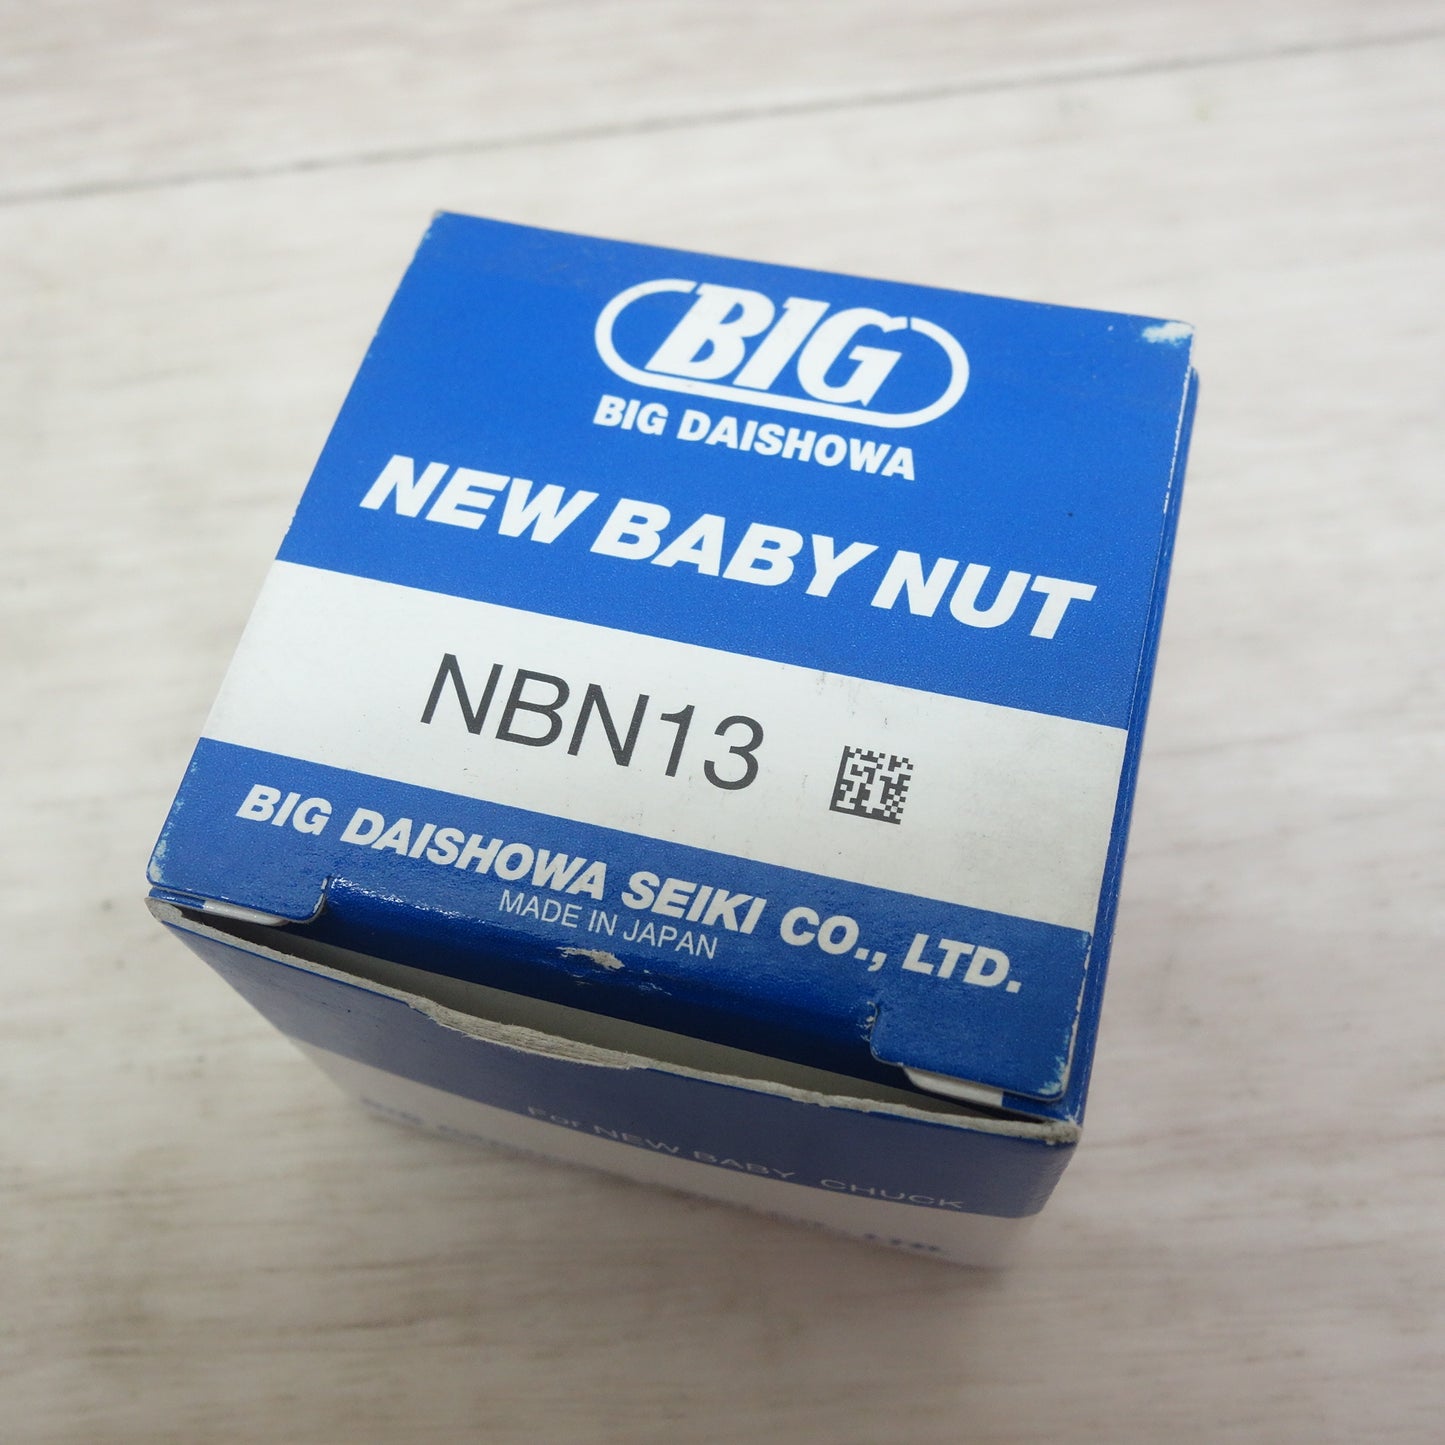 BIG
BIG DAISHOWA
NEW BABY NUT
NBN13
BIG DAISHOWA SEIKI CO., LTD.
MADE IN JAPAN
For NEW BABY CHUCK